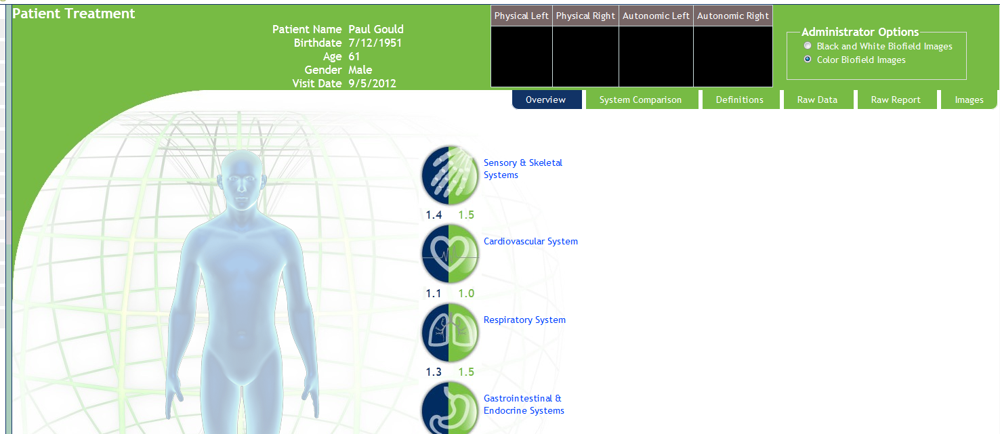 Patient Treatment
Patient Name Paul Gould
Birthdate 7/12/1951
Age 61
Gender Male
Visit Date 9/5/2012
Physical Left Physical Right Autonomic Left Autonomic Right
Administrator Options
Black and White Biofield Images
Color Biofield Images
Overview System Comparison Definitions Raw Data Raw Report Images
Sensory & Skeletal
Systems
1.4 1.5
Cardiovascular System
1.1 1.0
Respiratory System
1.3 1.5
Gastrointestinal &
Endocrine Systems